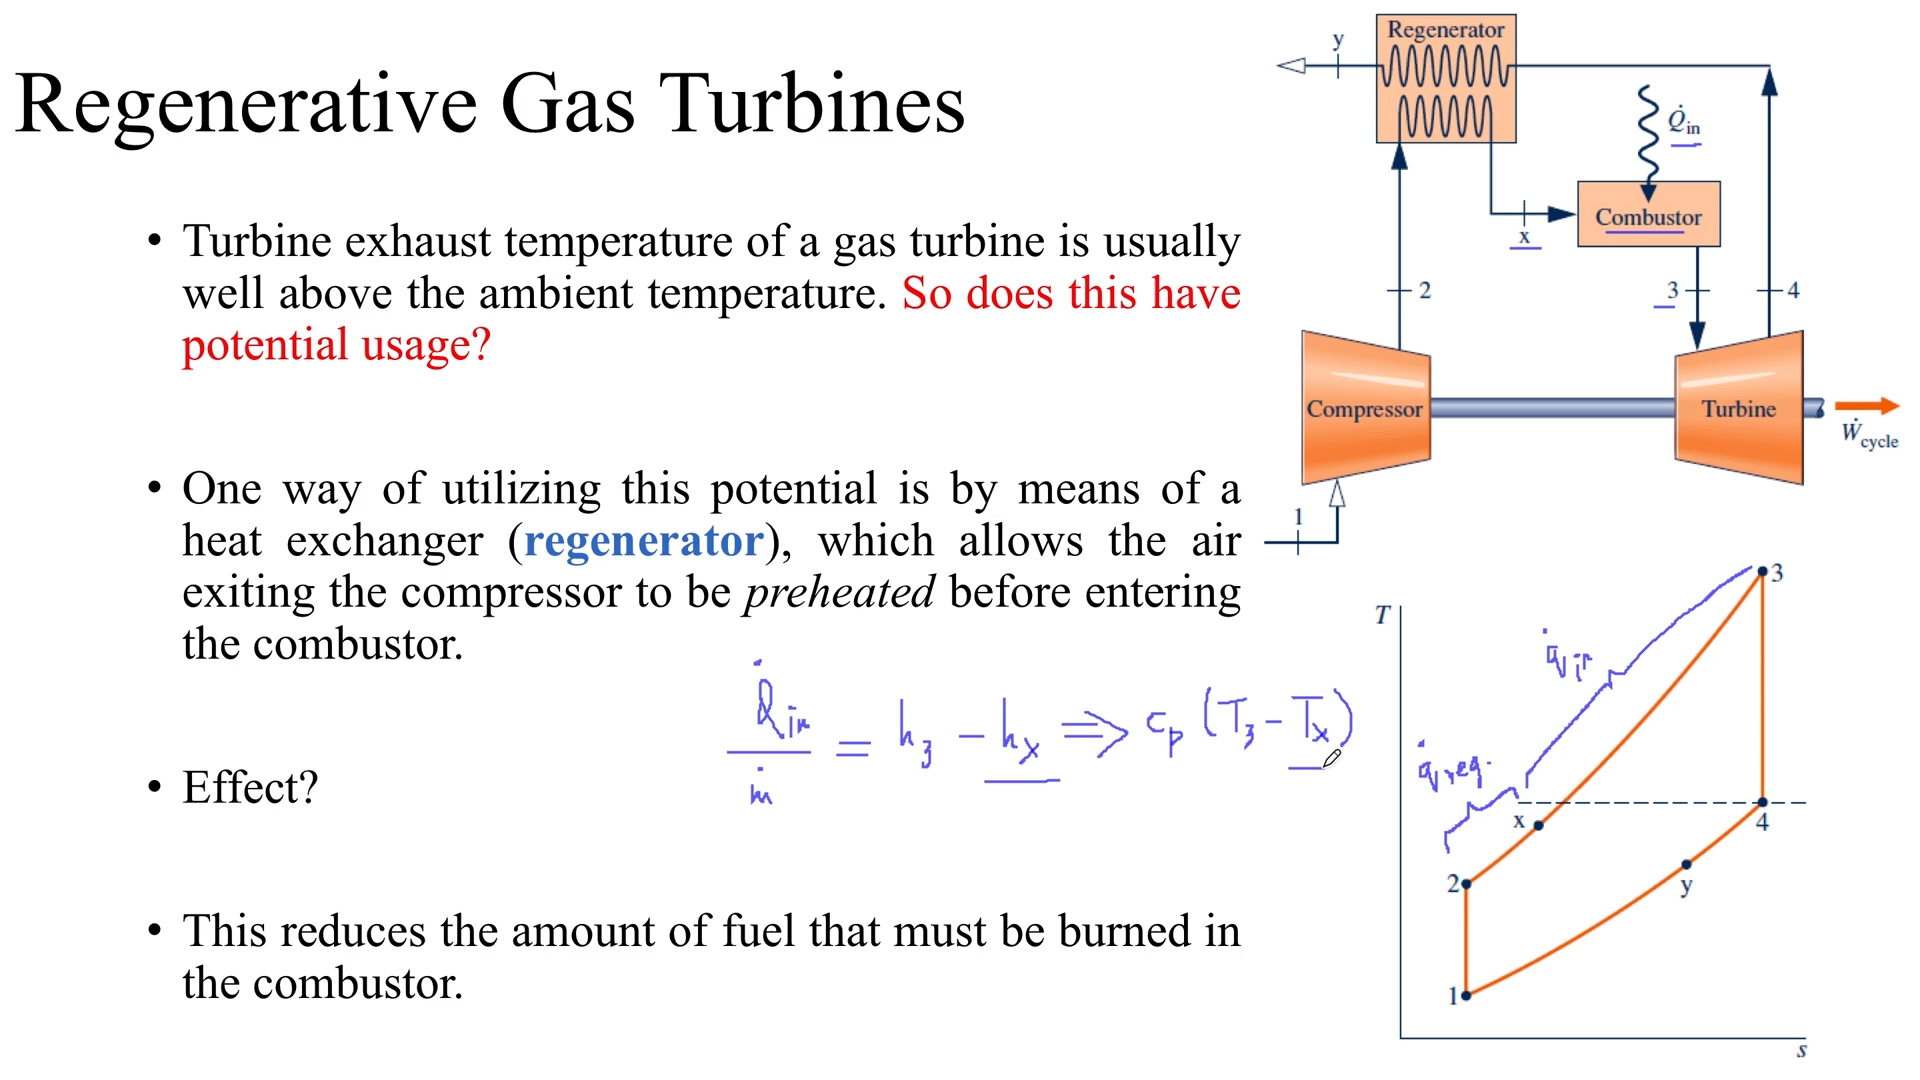 Regenerative Gas Turbines
• Turbine exhaust temperature of a gas turbine is usually
well above the ambient temperature. So does this have
potential usage?
• One way of utilizing this potential is by means of a
heat exchanger (regenerator), which allows the air
exiting the compressor to be preheated before entering
the combustor.
Q̇in / ṁ = h3 − hx ⇒ cp (T3 − Tx)
• Effect?
• This reduces the amount of fuel that must be burned in
the combustor.
Regenerator
y
Q̇in
Combustor
x
2
3
4
Compressor
Turbine
Ẇcycle
1
T
3
q̇in
q̇reg.
x
4
2
y
1
s